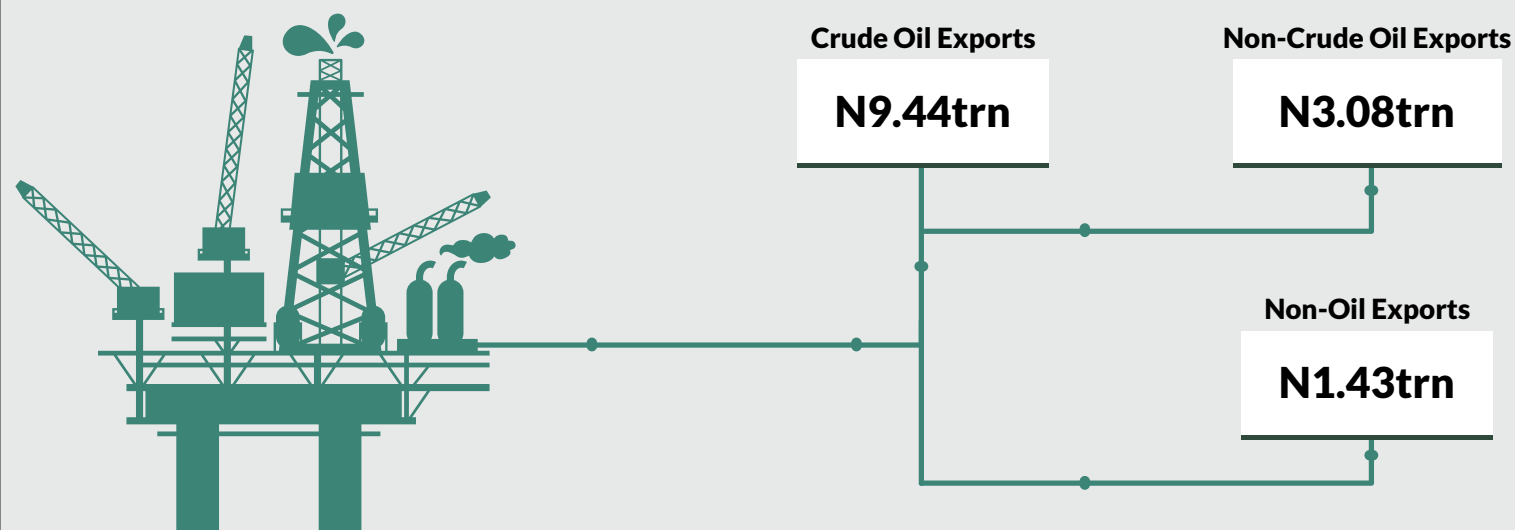 Crude Oil Exports
N9.44trn
Non-Crude Oil Exports
N3.08trn
Non-Oil Exports
N1.43trn